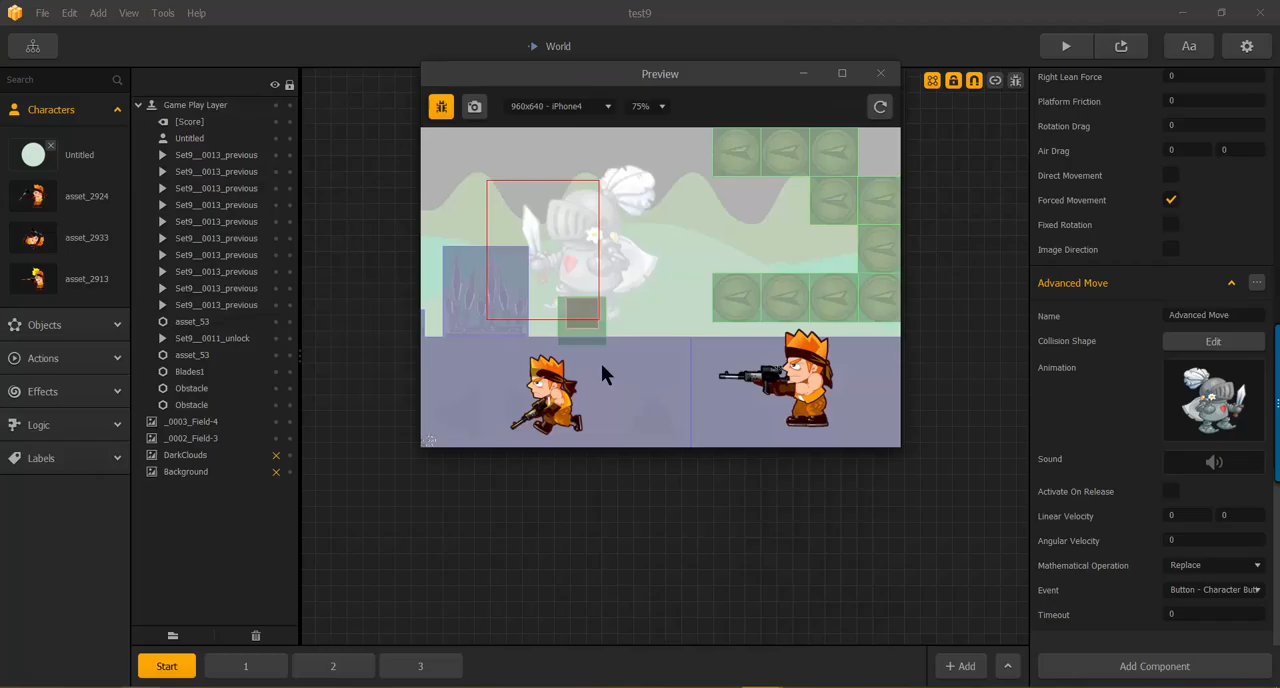 File Edit Add View Tools Help
test9
World
Aa
Search
Characters
Untitled
asset_2924
asset_2933
asset_2913
Objects
Actions
Effects
Logic
Labels
Game Play Layer
[Score]
Untitled
Set9__0013_previous
Set9__0013_previous
Set9__0013_previous
Set9__0013_previous
Set9__0013_previous
Set9__0013_previous
Set9__0013_previous
Set9__0013_previous
Set9__0013_previous
Set9__0013_previous
asset_53
Set9__0011_unlock
asset_53
Blades1
Obstacle
Obstacle
_0003_Field-4
_0002_Field-3
DarkClouds
Background
Preview
960x640 - iPhone4
75%
Right Lean Force 0
Platform Friction 0
Rotation Drag 0
Air Drag 0 0
Direct Movement
Forced Movement
Fixed Rotation
Image Direction
Advanced Move
Name Advanced Move
Collision Shape Edit
Animation
Sound
Activate On Release
Linear Velocity 0 0
Angular Velocity 0
Mathematical Operation Replace
Event Button - Character But
Timeout 0
Start 1 2 3
+ Add
Add Component